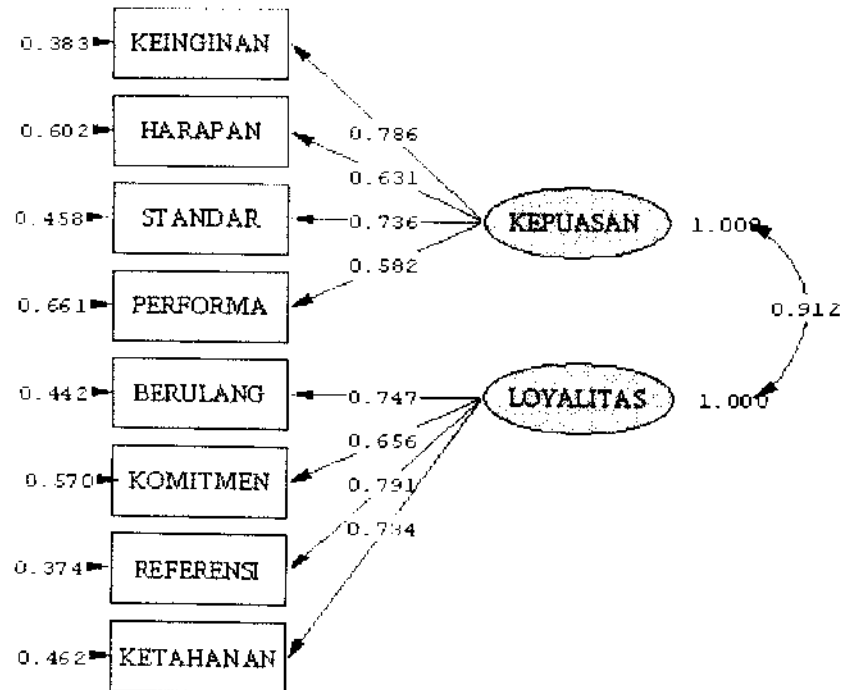 0.383 KEINGINAN
0.602 HARAPAN
0.458 STANDAR
0.661 PERFORMA
0.442 BERULANG
0.570 KOMITMEN
0.374 REFERENSI
0.462 KETAHANAN
0.786
0.631
0.736
0.582
0.747
0.656
0.791
0.734
KEPUASAN 1.000
LOYALITAS 1.000
0.912